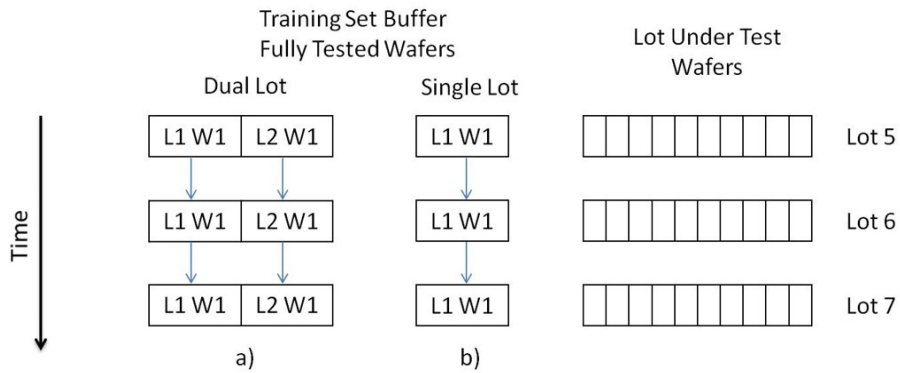 Training Set Buffer
Fully Tested Wafers
Lot Under Test
Wafers
Dual Lot
Single Lot
L1 W1 L2 W1 L1 W1 Lot 5
Time
L1 W1 L2 W1 L1 W1 Lot 6
L1 W1 L2 W1 L1 W1 Lot 7
a) b)